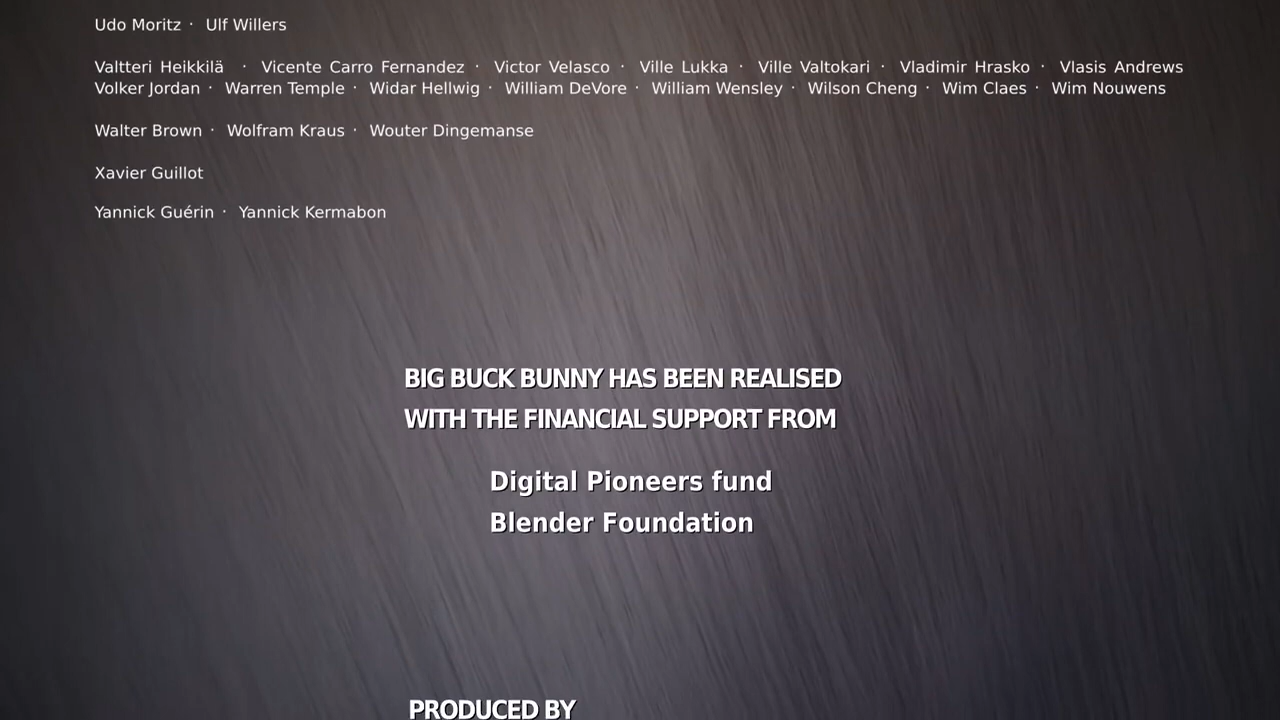 Udo Moritz · Ulf Willers
Valtteri Heikkilä · Vicente Carro Fernandez · Victor Velasco · Ville Lukka · Ville Valtokari · Vladimir Hrasko · Vlasis Andrews
Volker Jordan · Warren Temple · Widar Hellwig · William DeVore · William Wensley · Wilson Cheng · Wim Claes · Wim Nouwens
Walter Brown · Wolfram Kraus · Wouter Dingemanse
Xavier Guillot
Yannick Guérin · Yannick Kermabon
BIG BUCK BUNNY HAS BEEN REALISED
WITH THE FINANCIAL SUPPORT FROM
Digital Pioneers fund
Blender Foundation
PRODUCED BY